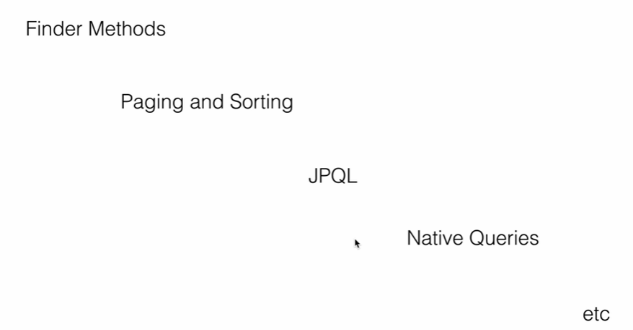 Finder Methods
Paging and Sorting
JPQL
Native Queries
etc